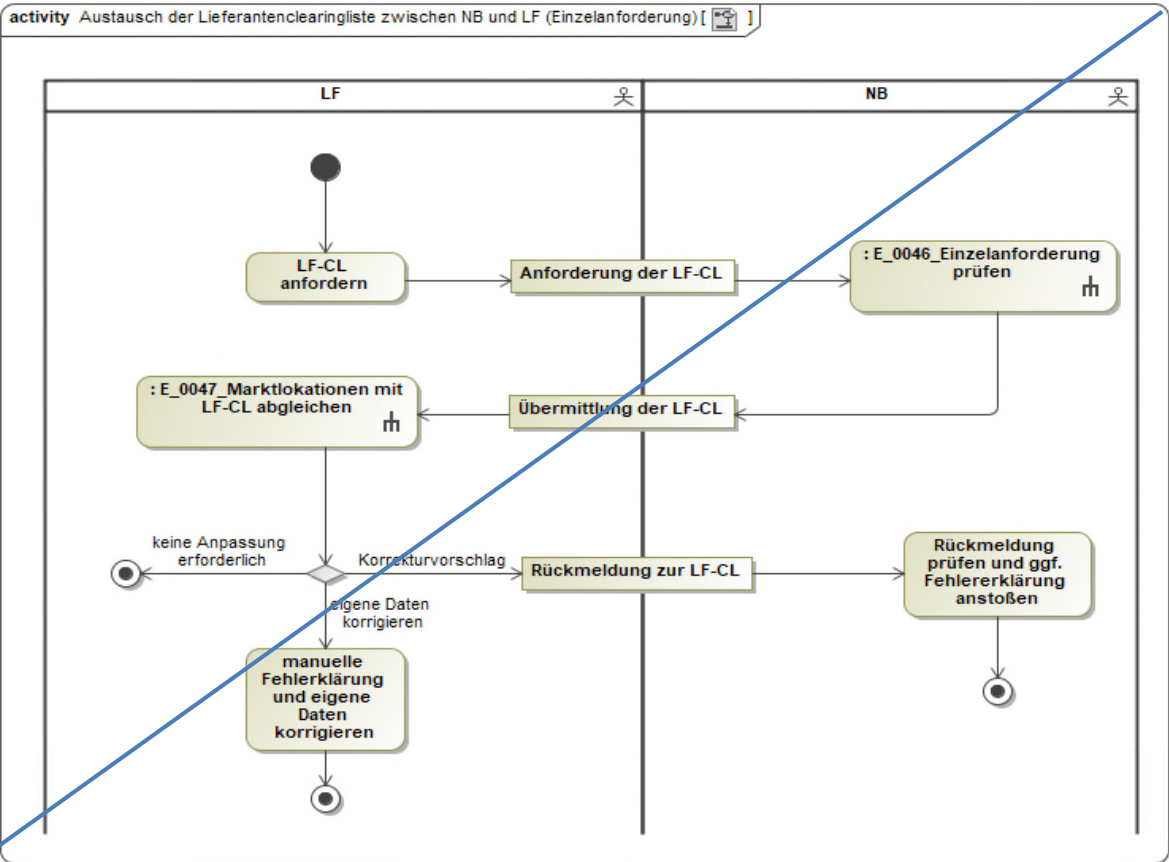 activity Austausch der Lieferantenclearingliste zwischen NB und LF (Einzelanforderung) [ ]
LF
NB
LF-CL
anfordern
Anforderung der LF-CL
: E_0046_Einzelanforderung
prüfen
: E_0047_Marktlokationen mit
LF-CL abgleichen
Übermittlung der LF-CL
keine Anpassung
erforderlich
Korrekturvorschlag
Rückmeldung zur LF-CL
Rückmeldung
prüfen und ggf.
Fehlererklärung
anstoßen
eigene Daten
korrigieren
manuelle
Fehlerklärung
und eigene
Daten
korrigieren